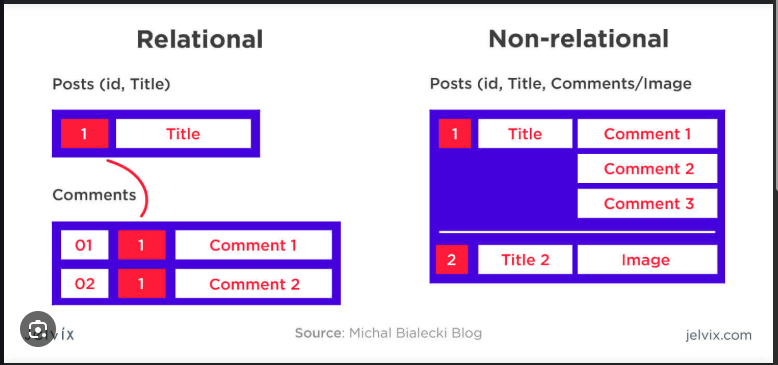 Relational
Posts (id, Title)
1 Title
Comments
01 1 Comment 1
02 1 Comment 2
Non-relational
Posts (id, Title, Comments/Image
1 Title Comment 1
Comment 2
Comment 3
2 Title 2 Image
Source: Michal Bialecki Blog
jelvix.com